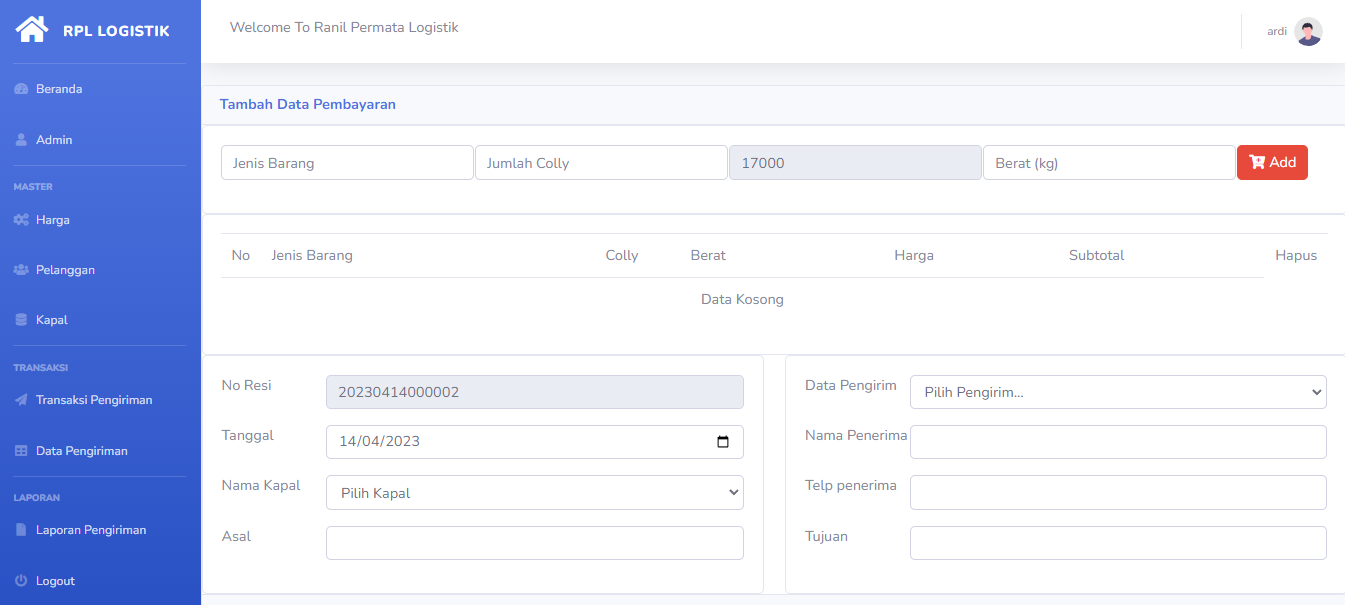 RPL LOGISTIK
Beranda
Admin
MASTER
Harga
Pelanggan
Kapal
TRANSAKSI
Transaksi Pengiriman
Data Pengiriman
LAPORAN
Laporan Pengiriman
Logout
Welcome To Ranil Permata Logistik
ardi
Tambah Data Pembayaran
Jenis Barang Jumlah Colly 17000 Berat (kg) Add
No Jenis Barang Colly Berat Harga Subtotal Hapus
Data Kosong
No Resi 20230414000002
Tanggal 14/04/2023
Nama Kapal Pilih Kapal
Asal
Data Pengirim Pilih Pengirim...
Nama Penerima
Telp penerima
Tujuan